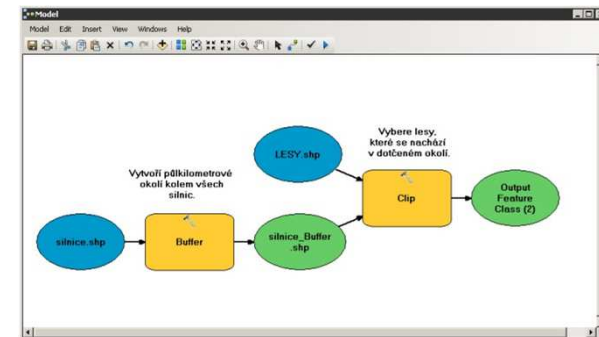 Model
Model Edit Insert View Windows Help
LESY.shp
Vybere lesy,
které se nachází
v dotčeném okolí.
Vytvoří půlkilometrové
okolí kolem všech
silnic.
Clip
Output
Feature
Class (2)
silnice.shp
Buffer
silnice_Buffer
.shp